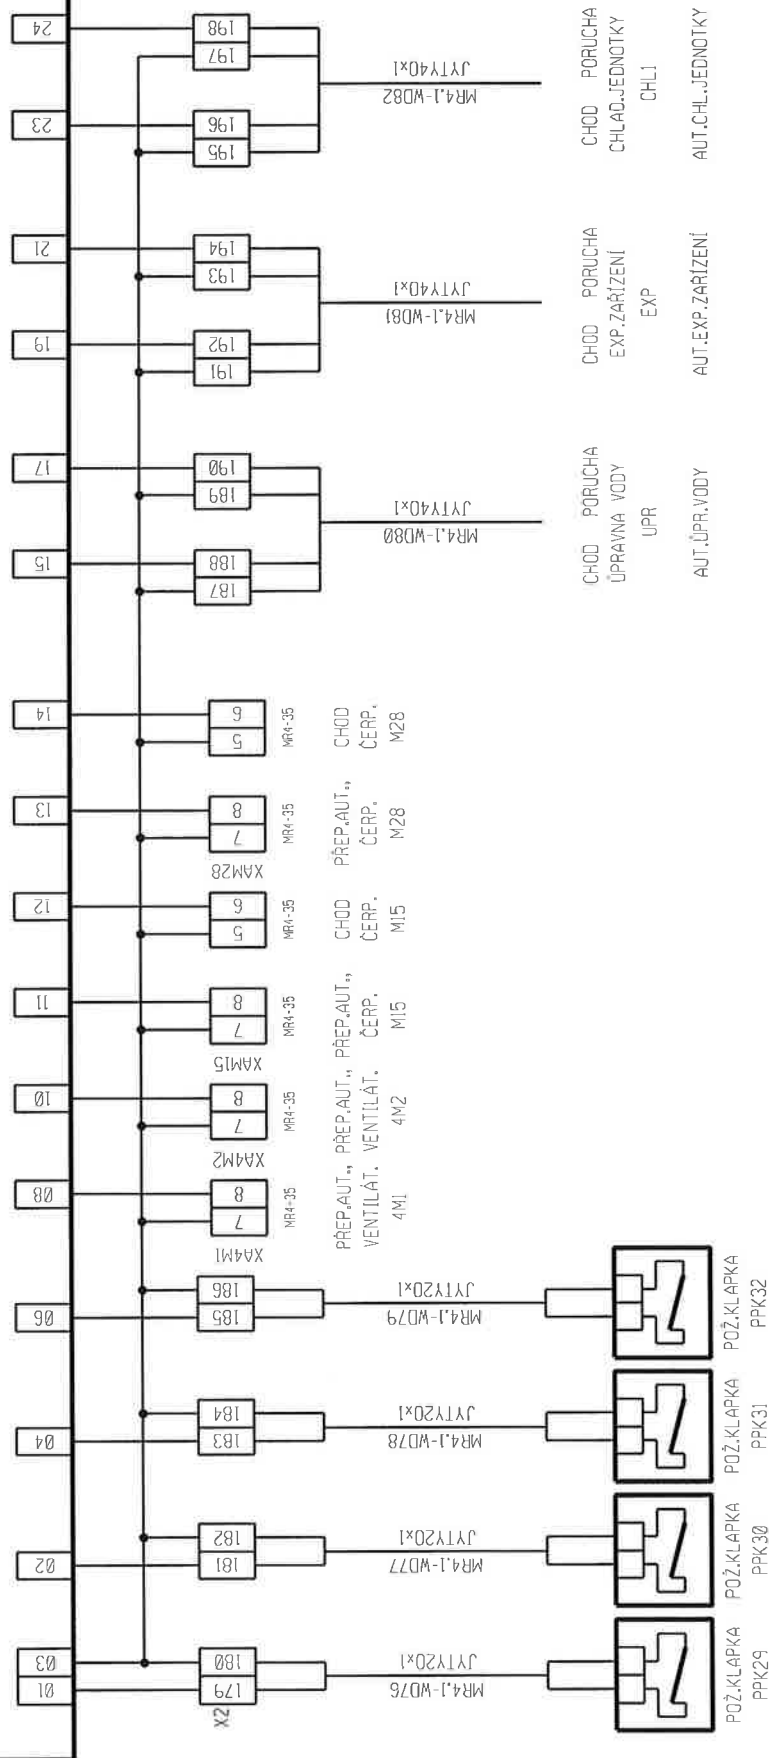 24
23
21
19
17
15
14
13
12
11
10
08
06
04
02
03
01
198
197
196
195
194
193
192
191
190
189
188
187
6
5
8
7
XAM28
6
5
8
7
XAM15
8
7
XA4M2
8
7
XA4M1
186
185
184
183
182
181
180
179
X2
JYTY40x1
MR4.1-WD82
JYTY40x1
MR4.1-WD81
JYTY40x1
MR4.1-WD80
MR4-35
MR4-35
MR4-35
MR4-35
MR4-35
MR4-35
JYTY20x1
MR4.1-WD79
JYTY20x1
MR4.1-WD78
JYTY20x1
MR4.1-WD77
JYTY20x1
MR4.1-WD76
CHOD PORUCHA
CHLAD.JEDNOTKY
CHL1
AUT.CHL.JEDNOTKY
CHOD PORUCHA
EXP.ZAŘÍZENÍ
EXP
AUT.EXP.ZAŘÍZENÍ
CHOD PORUCHA
ÚPRAVNA VODY
UPR
AUT.ÚPR.VODY
CHOD
ČERP.
M28
PŘEP.AUT.,
ČERP.
M28
CHOD
ČERP.
M15
PŘEP.AUT., PŘEP.AUT., PŘEP.AUT.,
VENTILÁT. VENTILÁT. ČERP.
4M1 4M2 M15
POŽ.KLAPKA
PPK32
POŽ.KLAPKA
PPK31
POŽ.KLAPKA
PPK30
POŽ.KLAPKA
PPK29